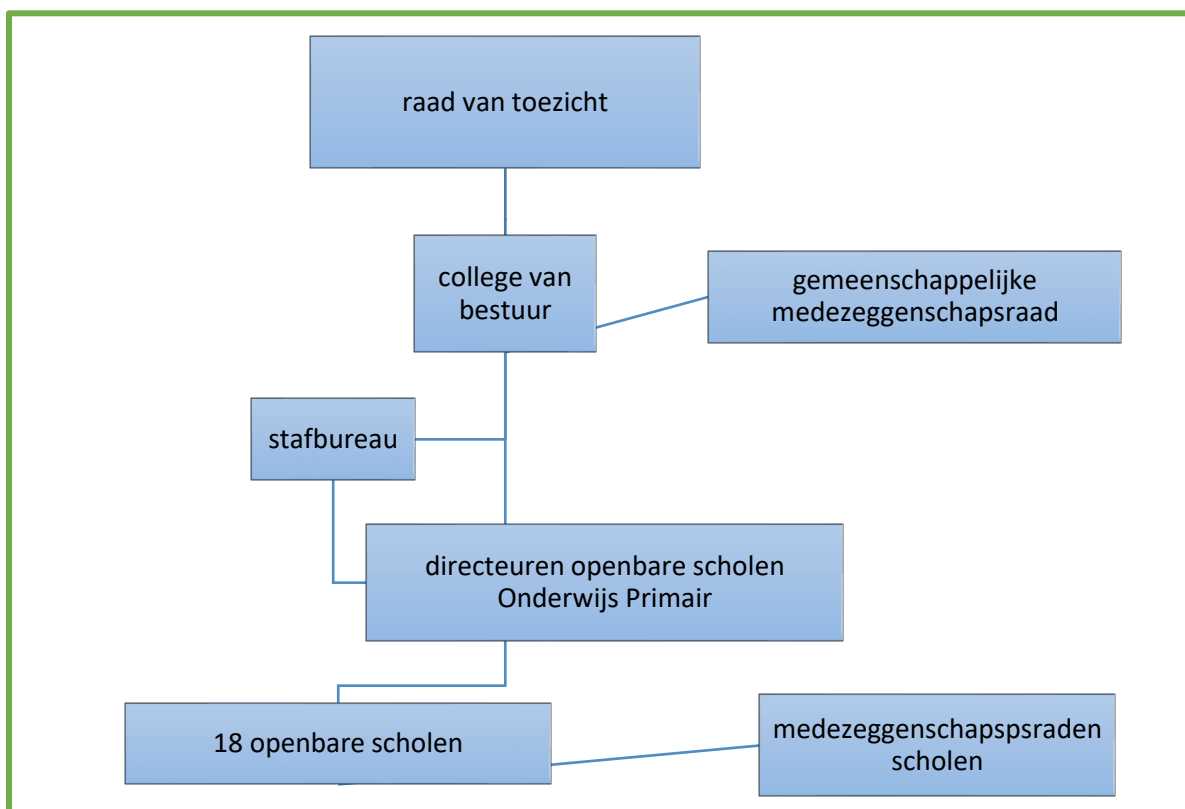 raad van toezicht
college van
bestuur
gemeenschappelijke
medezeggenschapsraad
stafbureau
directeuren openbare scholen
Onderwijs Primair
18 openbare scholen
medezeggenschapspsraden
scholen